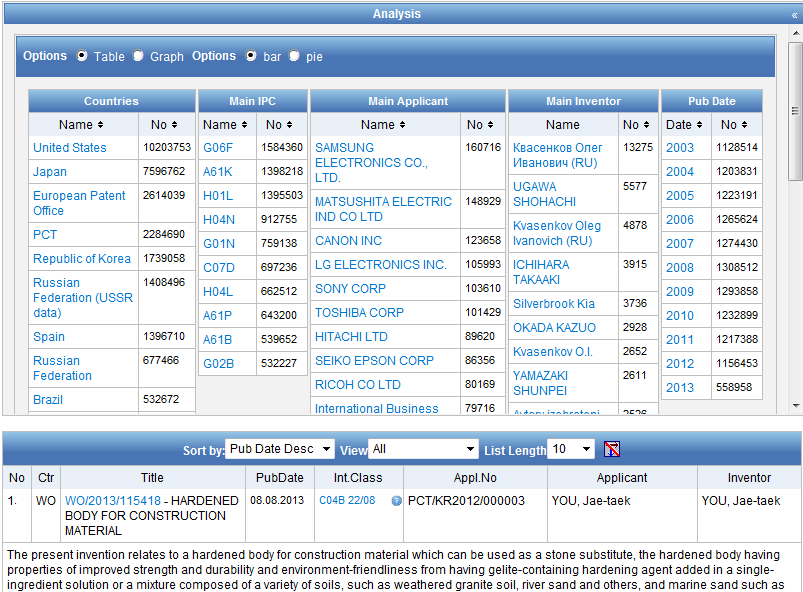 Analysis «
Options Table Graph Options bar pie
Countries
Name No
United States 10203753
Japan 7596762
European Patent 2614039
Office
PCT 2284690
Republic of Korea 1739058
Russian 1408496
Federation (USSR
data)
Spain 1396710
Russian 677466
Federation
Brazil 532672
Main IPC
Name No
G06F 1584360
A61K 1398218
H01L 1395503
H04N 912755
G01N 759138
C07D 697236
H04L 662512
A61P 643200
A61B 539652
G02B 532227
Main Applicant
Name No
SAMSUNG 160716
ELECTRONICS CO.,
LTD.
MATSUSHITA ELECTRIC 148929
IND CO LTD
CANON INC 123658
LG ELECTRONICS INC. 105993
SONY CORP 103610
TOSHIBA CORP 101429
HITACHI LTD 89620
SEIKO EPSON CORP 86356
RICOH CO LTD 80169
International Business 79716
Main Inventor
Name No
Квасенков Олег 13275
Иванович (RU)
UGAWA 5577
SHOHACHI
Kvasenkov Oleg 4878
Ivanovich (RU)
ICHIHARA 3915
TAKAAKI
Silverbrook Kia 3736
OKADA KAZUO 2928
Kvasenkov O.I. 2652
YAMAZAKI 2611
SHUNPEI
Pub Date
Date No
2003 1128514
2004 1203831
2005 1223191
2006 1265624
2007 1274430
2008 1308512
2009 1293858
2010 1232899
2011 1217388
2012 1156453
2013 558958
Sort by: Pub Date Desc View All List Length 10
No Ctr Title PubDate Int.Class Appl.No Applicant Inventor
1. WO WO/2013/115418 - HARDENED 08.08.2013 C04B 22/08 ? PCT/KR2012/000003 YOU, Jae-taek YOU, Jae-taek
BODY FOR CONSTRUCTION
MATERIAL
The present invention relates to a hardened body for construction material which can be used as a stone substitute, the hardened body having
properties of improved strength and durability and environment-friendliness from having gelite-containing hardening agent added in a single-
ingredient solution or a mixture composed of a variety of soils, such as weathered granite soil, river sand and others, and marine sand such as